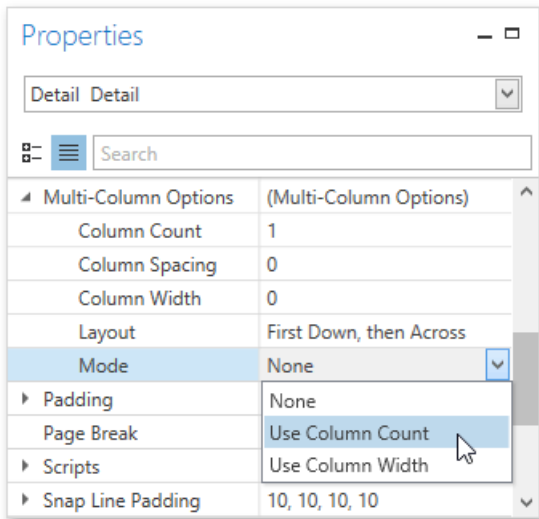 Properties
Detail Detail
Search
Multi-Column Options (Multi-Column Options)
Column Count 1
Column Spacing 0
Column Width 0
Layout First Down, then Across
Mode None
Padding None
Page Break Use Column Count
Scripts Use Column Width
Snap Line Padding 10, 10, 10, 10